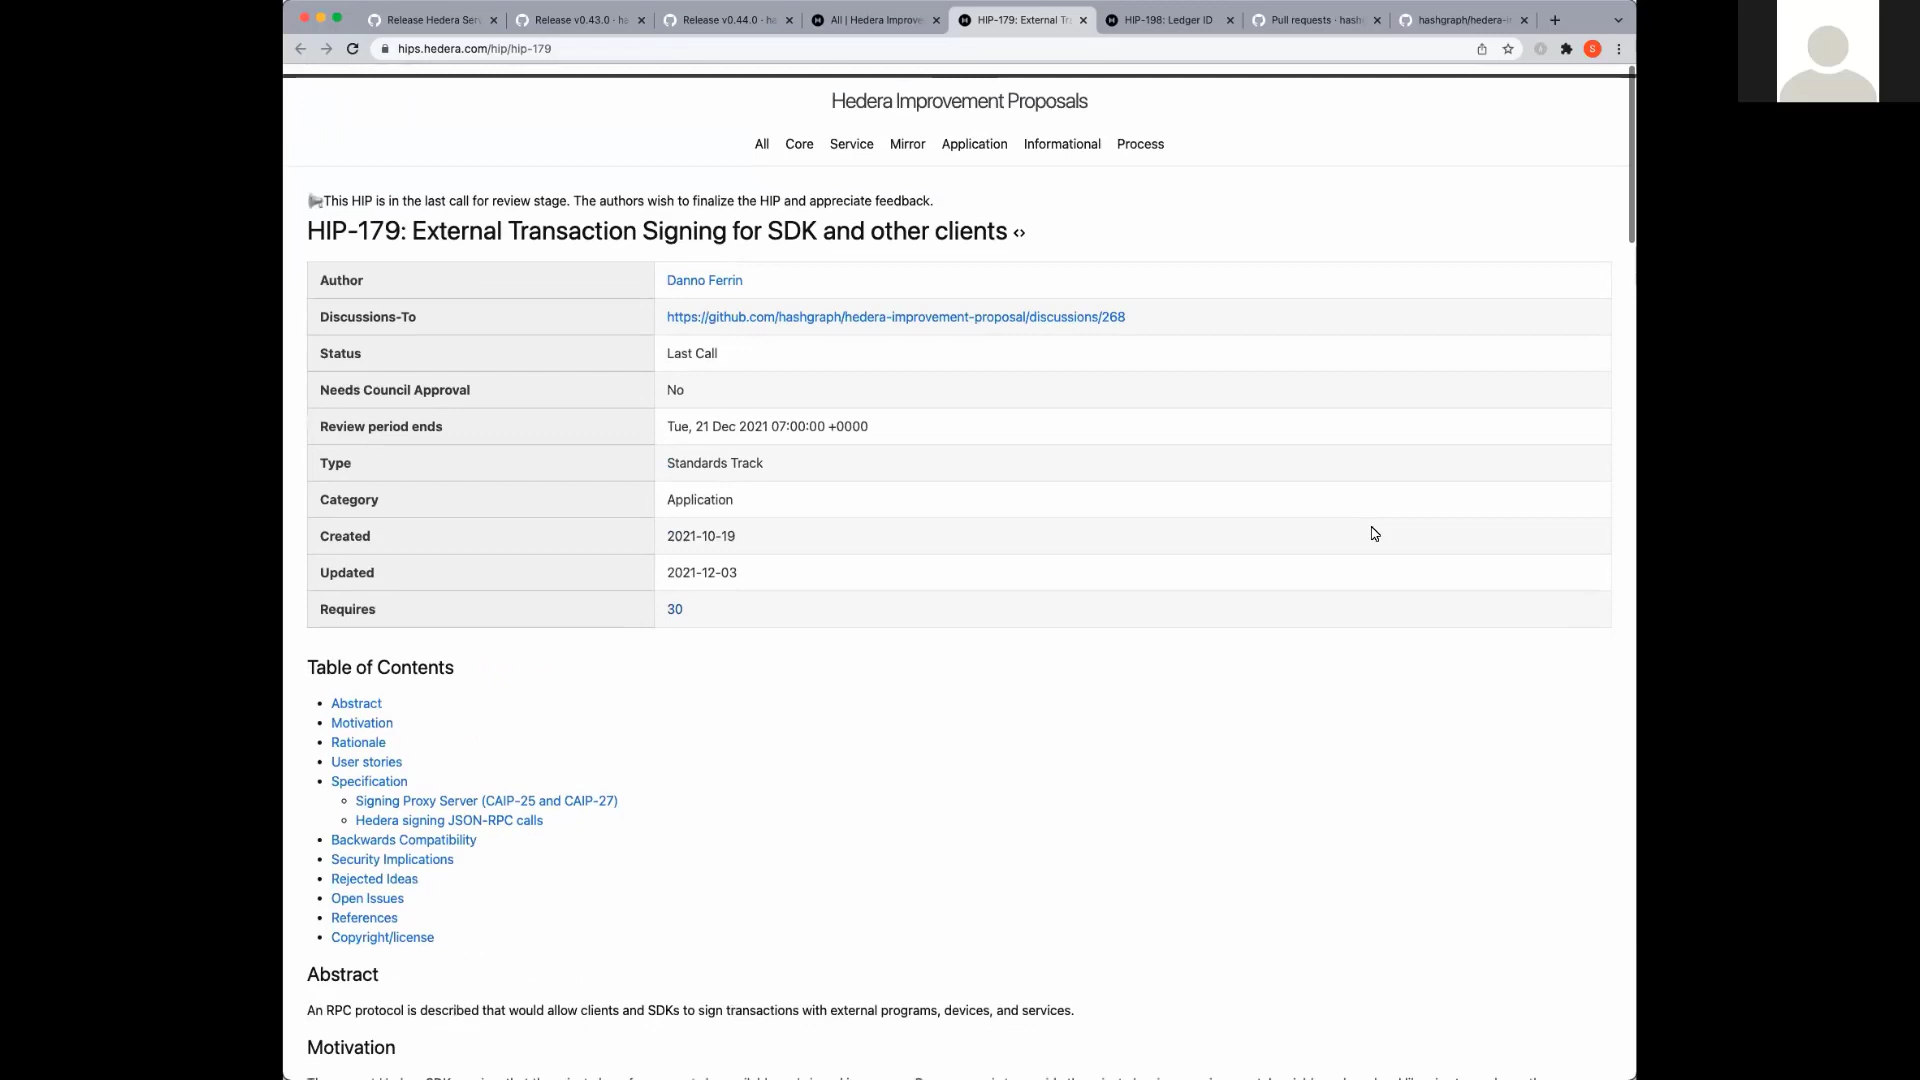 Release Hedera Ser
Release v0.43.0 · ha
Release v0.44.0 · ha
All | Hedera Improve
HIP-179: External Tr
HIP-198: Ledger ID
Pull requests · hash
hashgraph/hedera-i
hips.hedera.com/hip/hip-179
S
Hedera Improvement Proposals
All Core Service Mirror Application Informational Process
This HIP is in the last call for review stage. The authors wish to finalize the HIP and appreciate feedback.
HIP-179: External Transaction Signing for SDK and other clients
Author Danno Ferrin
Discussions-To https://github.com/hashgraph/hedera-improvement-proposal/discussions/268
Status Last Call
Needs Council Approval No
Review period ends Tue, 21 Dec 2021 07:00:00 +0000
Type Standards Track
Category Application
Created 2021-10-19
Updated 2021-12-03
Requires 30
Table of Contents
• Abstract
• Motivation
• Rationale
• User stories
• Specification
◦ Signing Proxy Server (CAIP-25 and CAIP-27)
◦ Hedera signing JSON-RPC calls
• Backwards Compatibility
• Security Implications
• Rejected Ideas
• Open Issues
• References
• Copyright/license
Abstract
An RPC protocol is described that would allow clients and SDKs to sign transactions with external programs, devices, and services.
Motivation